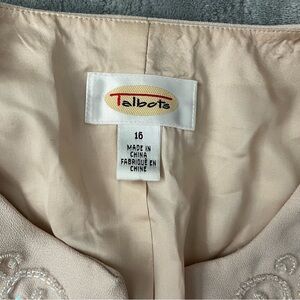 Talbots
16
MADE IN
CHINA
FABRIQUÉ EN
CHINE